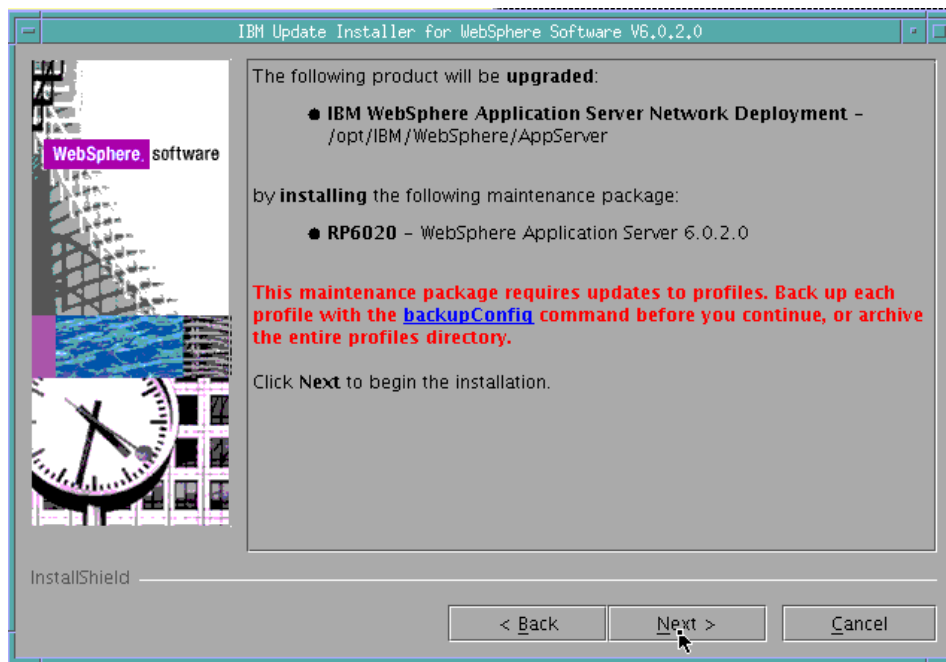 IBM Update Installer for WebSphere Software V6.0.2.0
WebSphere. software
The following product will be upgraded:
● IBM WebSphere Application Server Network Deployment –
/opt/IBM/WebSphere/AppServer
by installing the following maintenance package:
● RP6020 – WebSphere Application Server 6.0.2.0
This maintenance package requires updates to profiles. Back up each
profile with the backupConfig command before you continue, or archive
the entire profiles directory.
Click Next to begin the installation.
InstallShield
< Back
Next >
Cancel